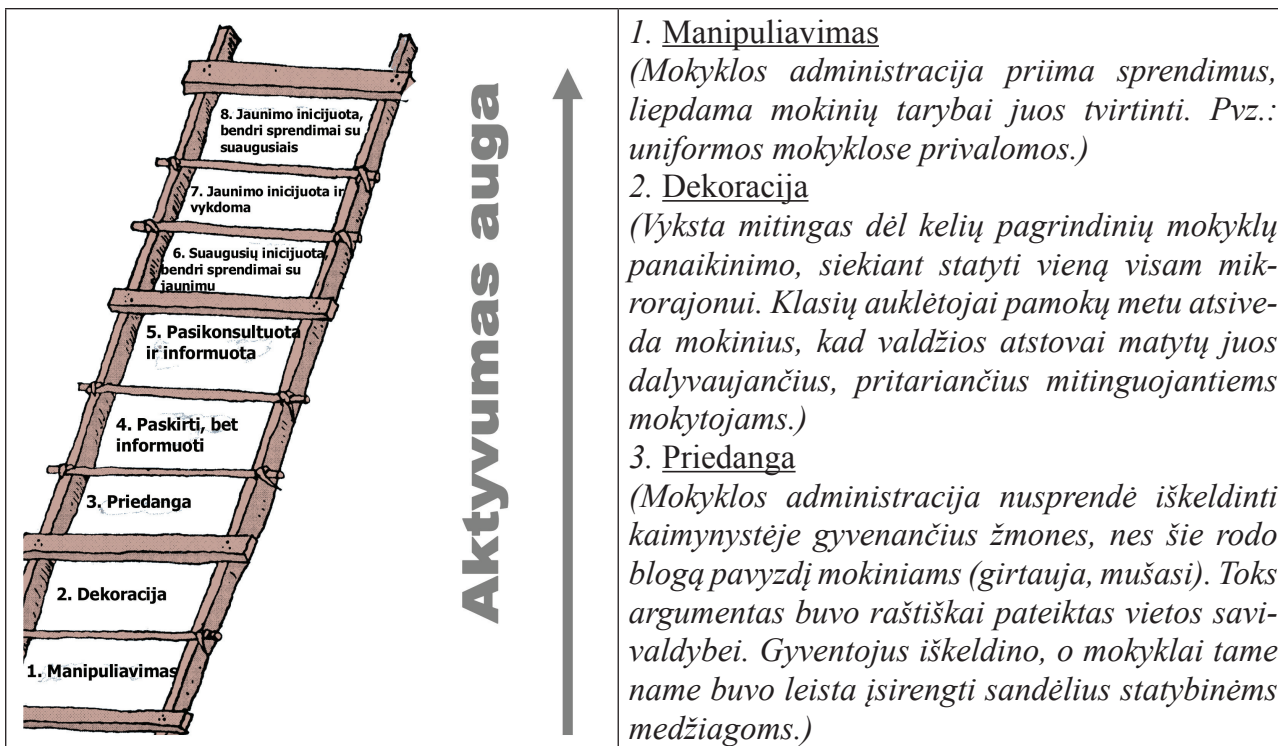 8. Jaunimo inicijuota,
bendri sprendimai su
suaugusiais
7. Jaunimo inicijuota ir
vykdoma
6. Suaugusių inicijuota,
bendri sprendimai su
jaunimu
5. Pasikonsultuota
ir informuota
4. Paskirti, bet
informuoti
3. Priedanga
2. Dekoracija
1. Manipuliavimas
Aktyvumas auga
1. Manipuliavimas
(Mokyklos administracija priima sprendimus,
liepdama mokinių tarybai juos tvirtinti. Pvz.:
uniformos mokyklose privalomos.)
2. Dekoracija
(Vyksta mitingas dėl kelių pagrindinių mokyklų
panaikinimo, siekiant statyti vieną visam mik-
rorajonui. Klasių auklėtojai pamokų metu atsive-
da mokinius, kad valdžios atstovai matytų juos
dalyvaujančius, pritariančius mitinguojantiems
mokytojams.)
3. Priedanga
(Mokyklos administracija nusprendė iškeldinti
kaimynystėje gyvenančius žmones, nes šie rodo
blogą pavyzdį mokiniams (girtauja, mušasi). Toks
argumentas buvo raštiškai pateiktas vietos savi-
valdybei. Gyventojus iškeldino, o mokyklai tame
name buvo leista įsirengti sandėlius statybinėms
medžiagoms.)